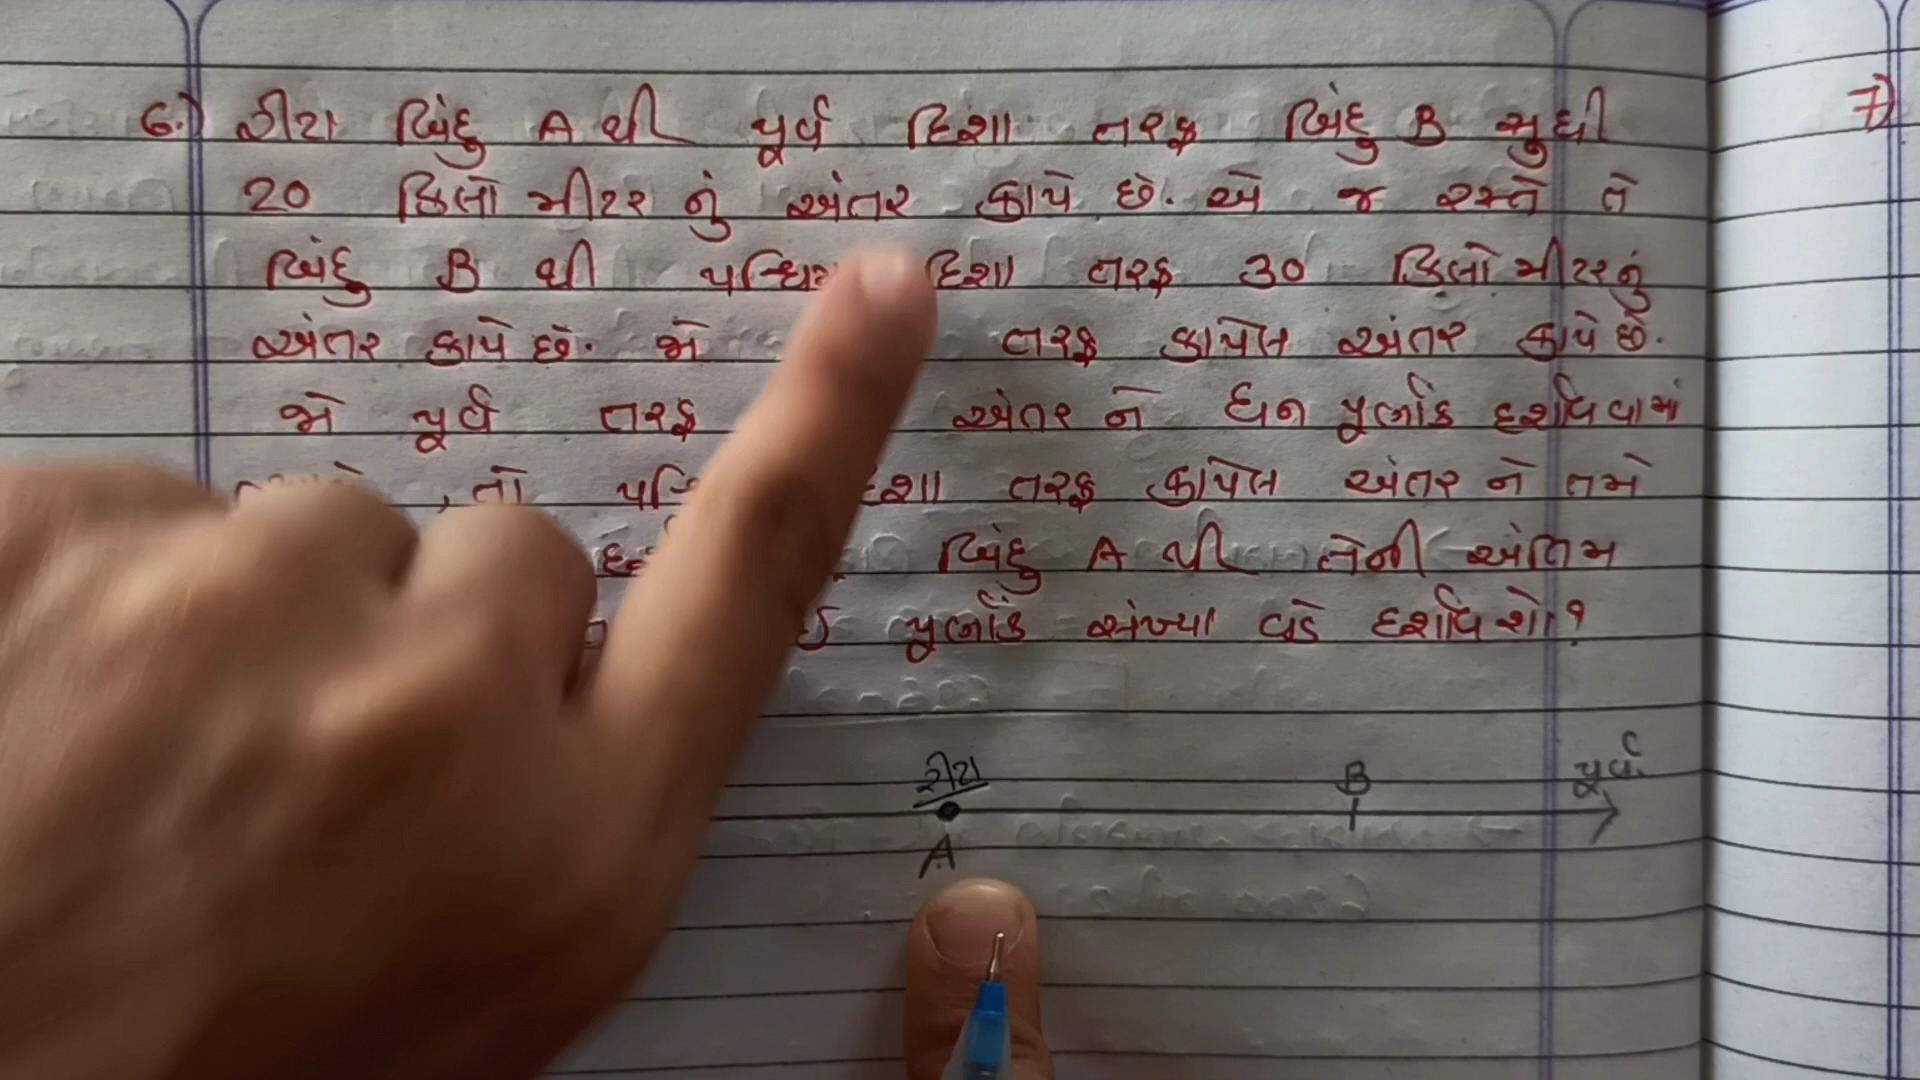 6.) રીટા બિંદુ A થી પૂર્વ દિશા તરફ બિંદુ B સુધી
20 કિલોમીટર નું અંતર કાપે છે. એ જ રસ્તે તે
બિંદુ B થી દિશા તરફ 30 કિલોમીટરનું
અંતર કાપે છે. જો તરફ કાપેલ અંતર કાપે છે.
જો પૂર્વ તરફ અંતર ને ધન પૂર્ણાંક દર્શાવવામાં
, તો તરફ કાપેલ અંતર ને તમે
બિંદુ A થી તેની અંતિમ
પૂર્ણાંક સંખ્યા વડે દર્શાવશો?
રીટા
B
પૂર્વ
A
7)